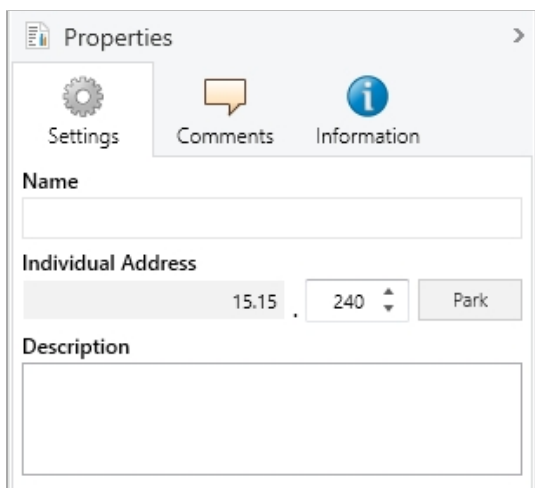 Properties
Settings Comments Information
Name
Individual Address
15.15 . 240 Park
Description